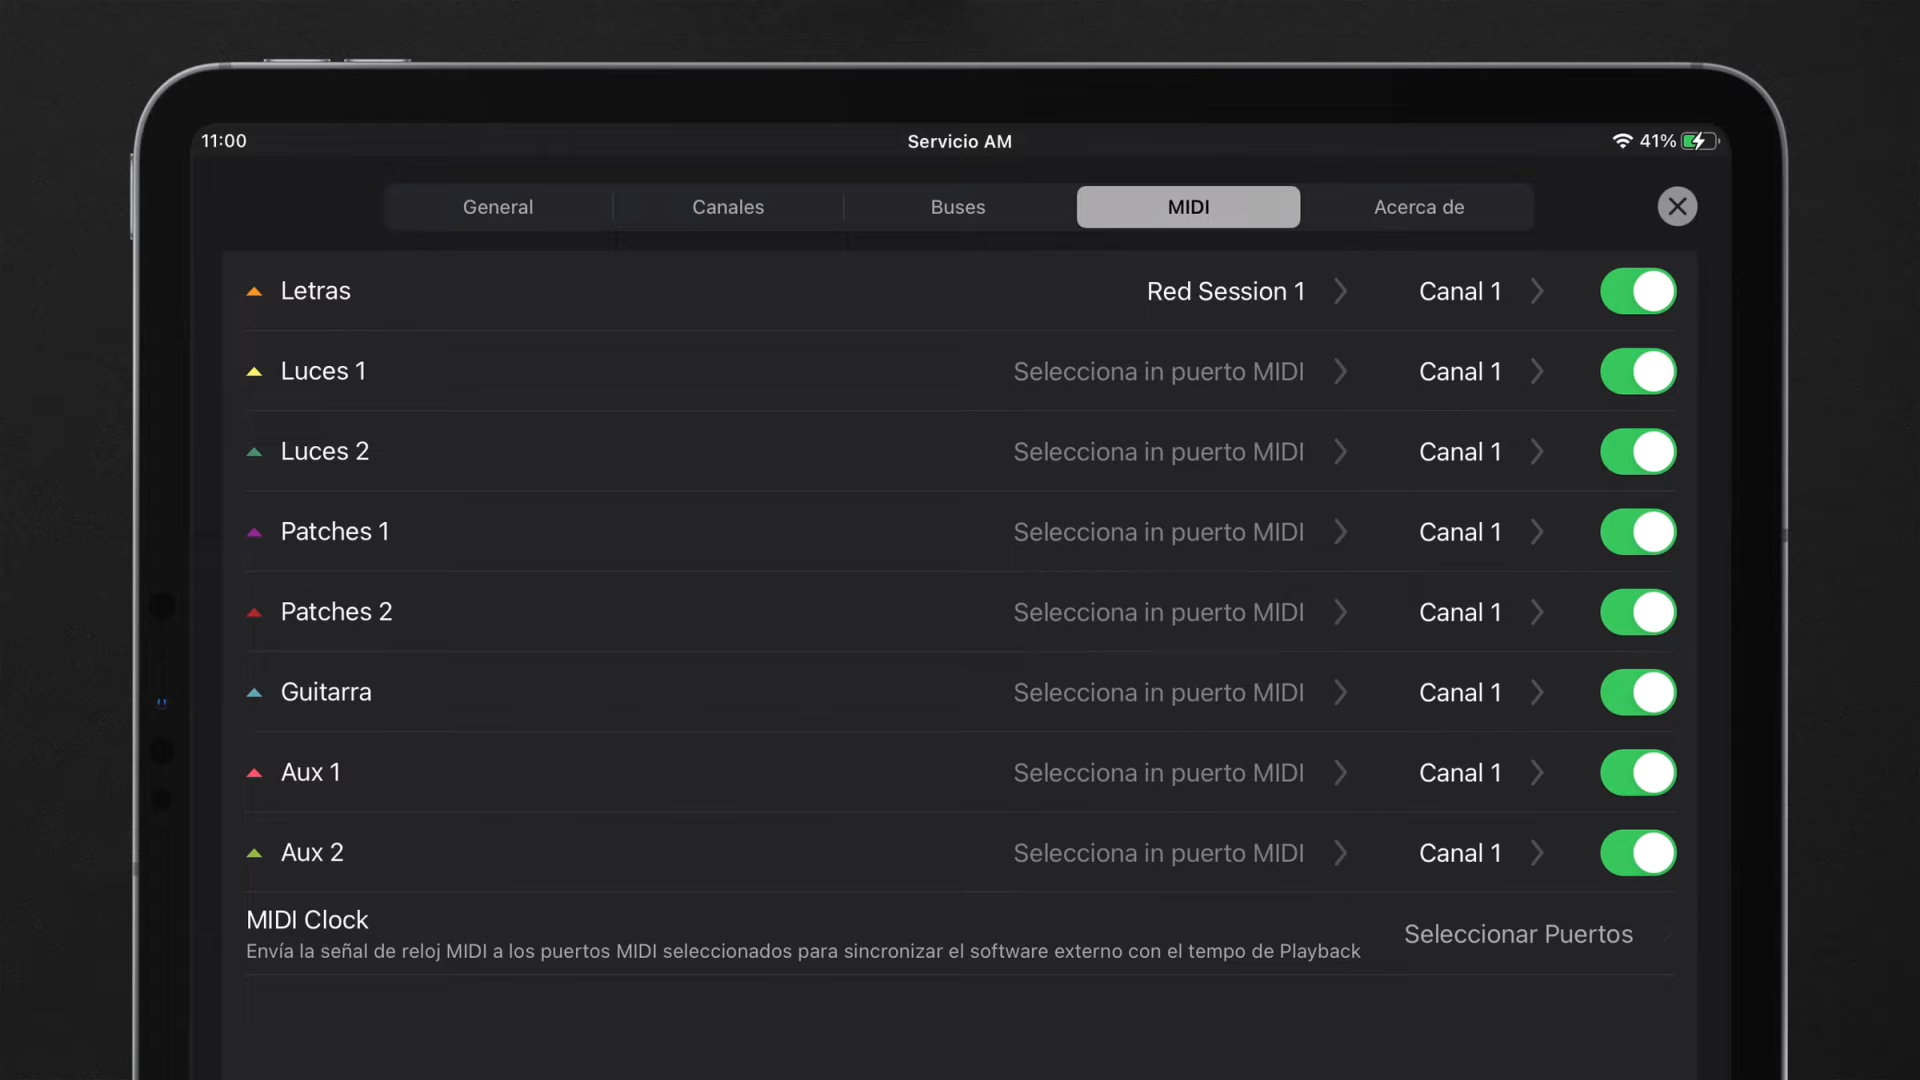 11:00
Servicio AM
41%
General
Canales
Buses
MIDI
Acerca de
Letras
Red Session 1
Canal 1
Luces 1
Selecciona in puerto MIDI
Canal 1
Luces 2
Selecciona in puerto MIDI
Canal 1
Patches 1
Selecciona in puerto MIDI
Canal 1
Patches 2
Selecciona in puerto MIDI
Canal 1
Guitarra
Selecciona in puerto MIDI
Canal 1
Aux 1
Selecciona in puerto MIDI
Canal 1
Aux 2
Selecciona in puerto MIDI
Canal 1
MIDI Clock
Envía la señal de reloj MIDI a los puertos MIDI seleccionados para sincronizar el software externo con el tempo de Playback
Seleccionar Puertos